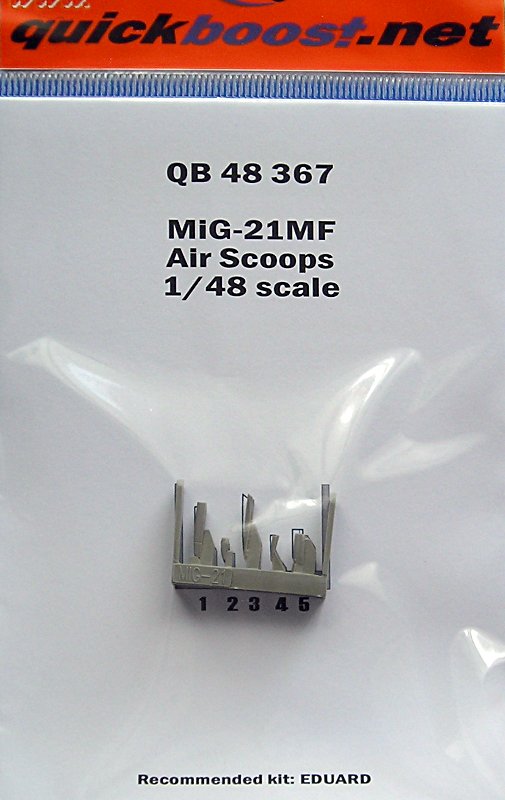 www.
quickboost.net
QB 48 367
MiG-21MF
Air Scoops
1/48 scale
MIG-21
1 2 3 4 5
Recommended kit: EDUARD